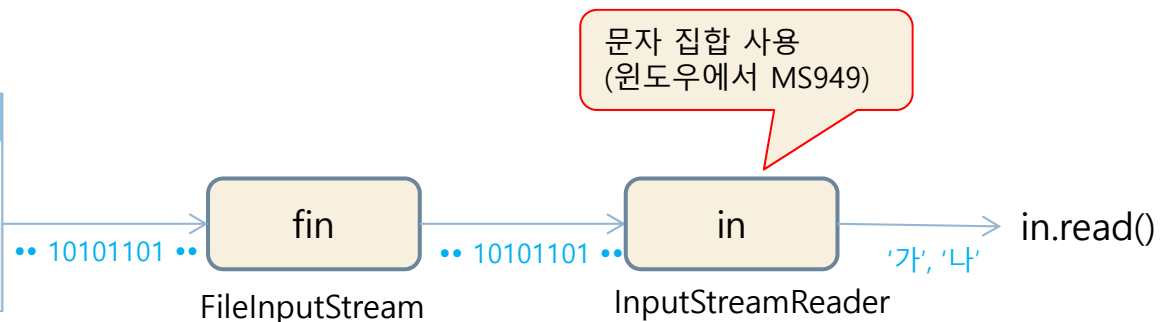 문자 집합 사용
(윈도우에서 MS949)
fin
in
in.read()
•• 10101101 ••
•• 10101101 ••
'가', '나'
FileInputStream
InputStreamReader